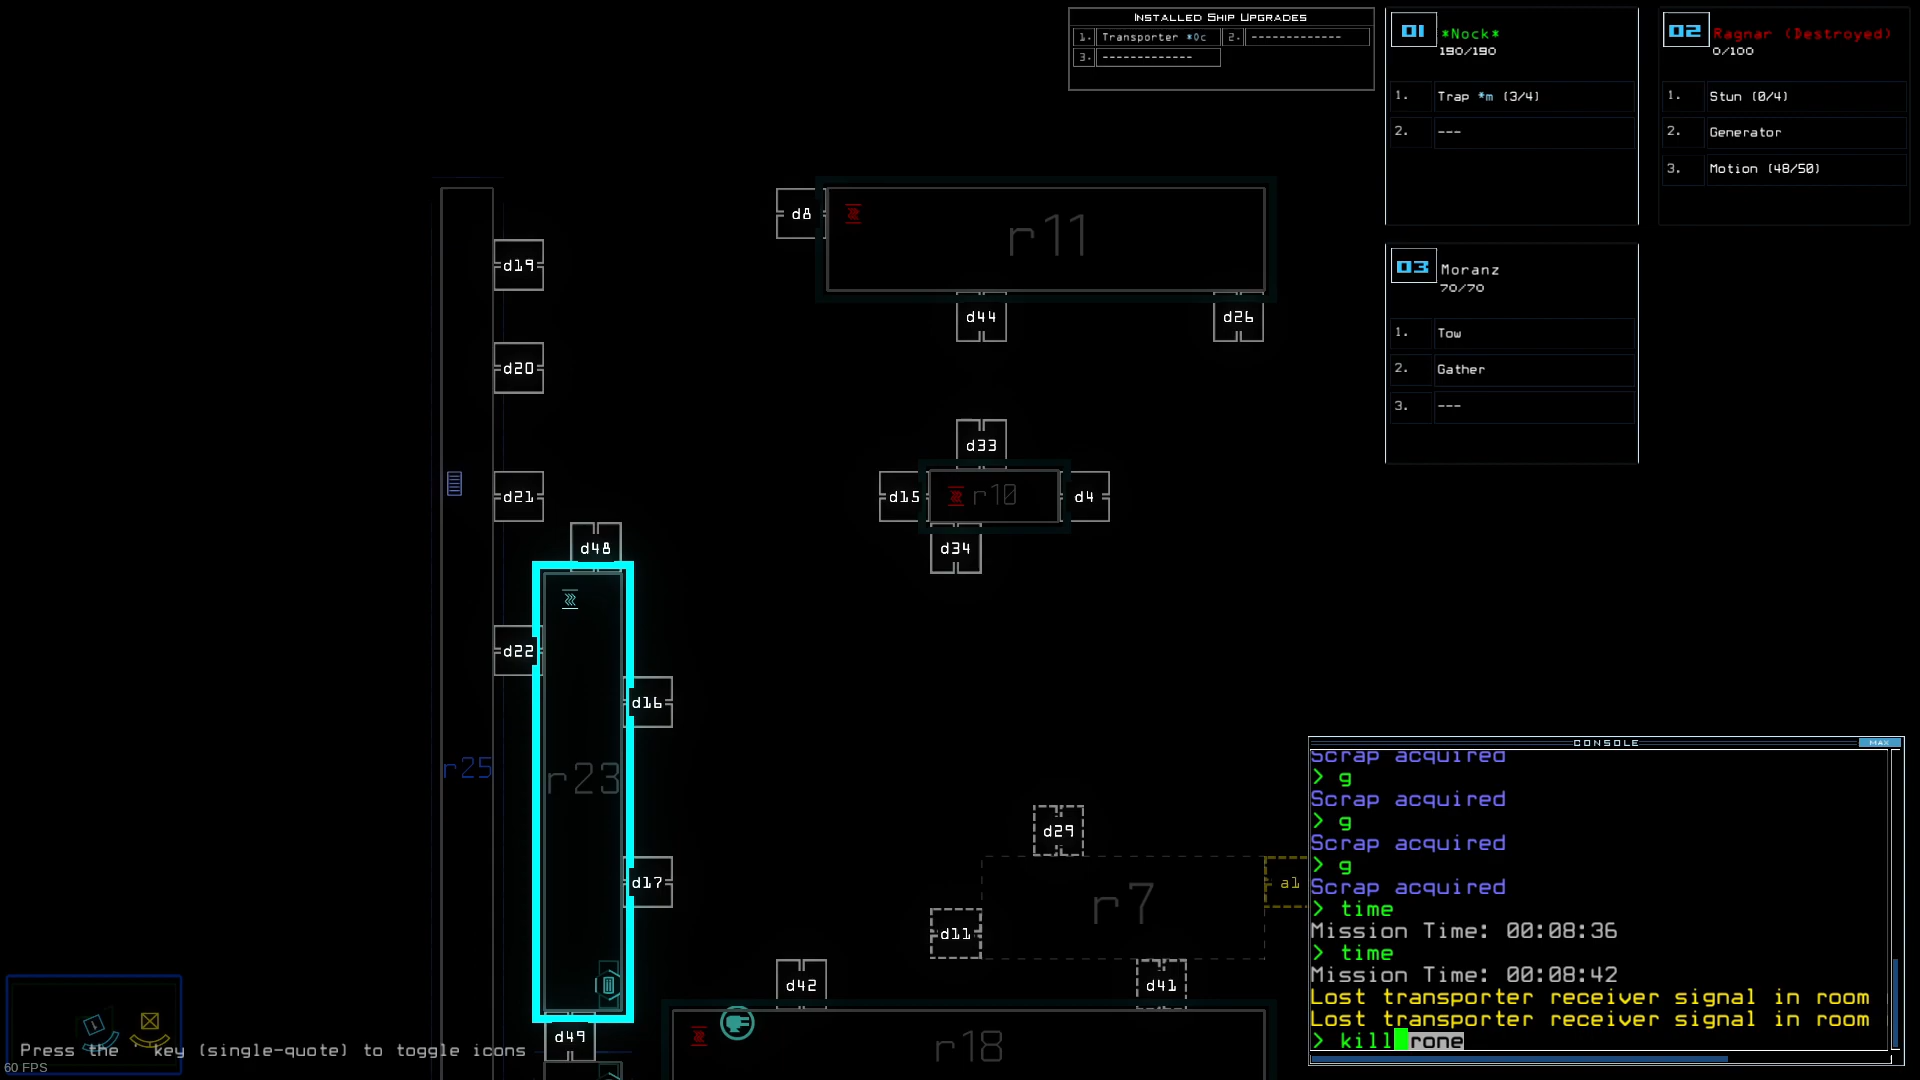 INSTALLED SHIP UPGRADES
1. Transporter *0c 2. -------------
3. -------------
01 *Nock*
190/190
1. Trap *m (3/4)
2. ---
02 Ragnar (Destroyed)
0/100
1. Stun (0/4)
2. Generator
3. Motion (48/50)
03 Moranz
70/70
1. Tow
2. Gather
3. ---
d8
r11
d19
d44
d26
d20
d33
d21
d15
r10
d4
d48
d34
d22
d16
r25
r23
d29
d17
a1
r7
d11
d42
d41
d49
r18
CONSOLE
MAX
Scrap acquired
> g
Scrap acquired
> g
Scrap acquired
> g
Scrap acquired
> time
Mission Time: 00:08:36
> time
Mission Time: 00:08:42
Lost transporter receiver signal in room
Lost transporter receiver signal in room
> kill rone
Press the key (single-quote) to toggle icons
60 FPS